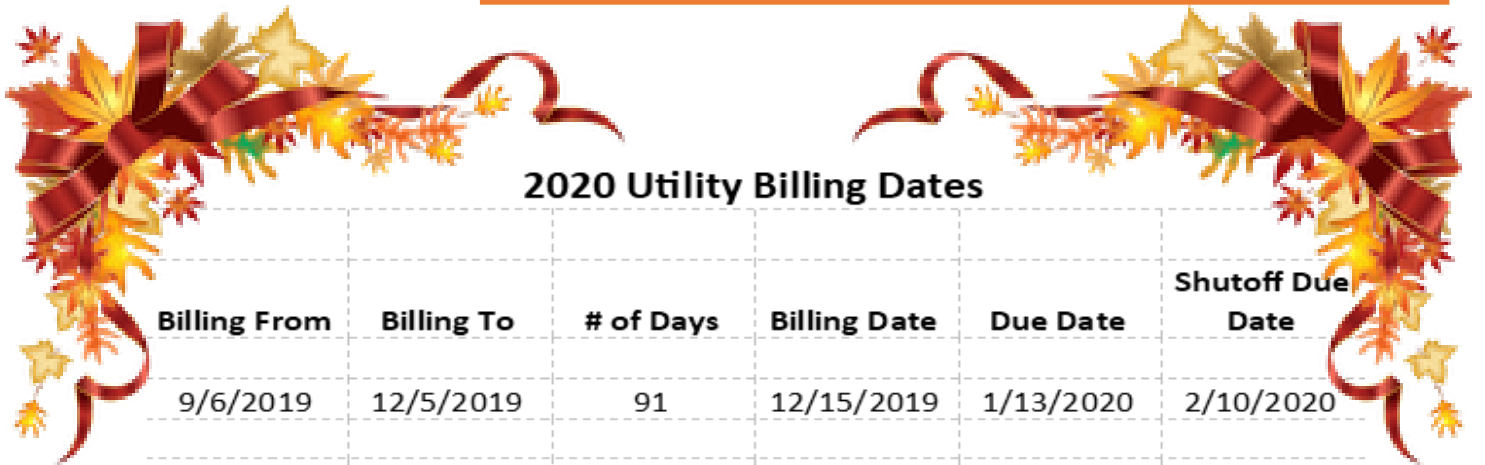 2020 Utility Billing Dates
Billing From Billing To # of Days Billing Date Due Date Shutoff Due Date
9/6/2019 12/5/2019 91 12/15/2019 1/13/2020 2/10/2020